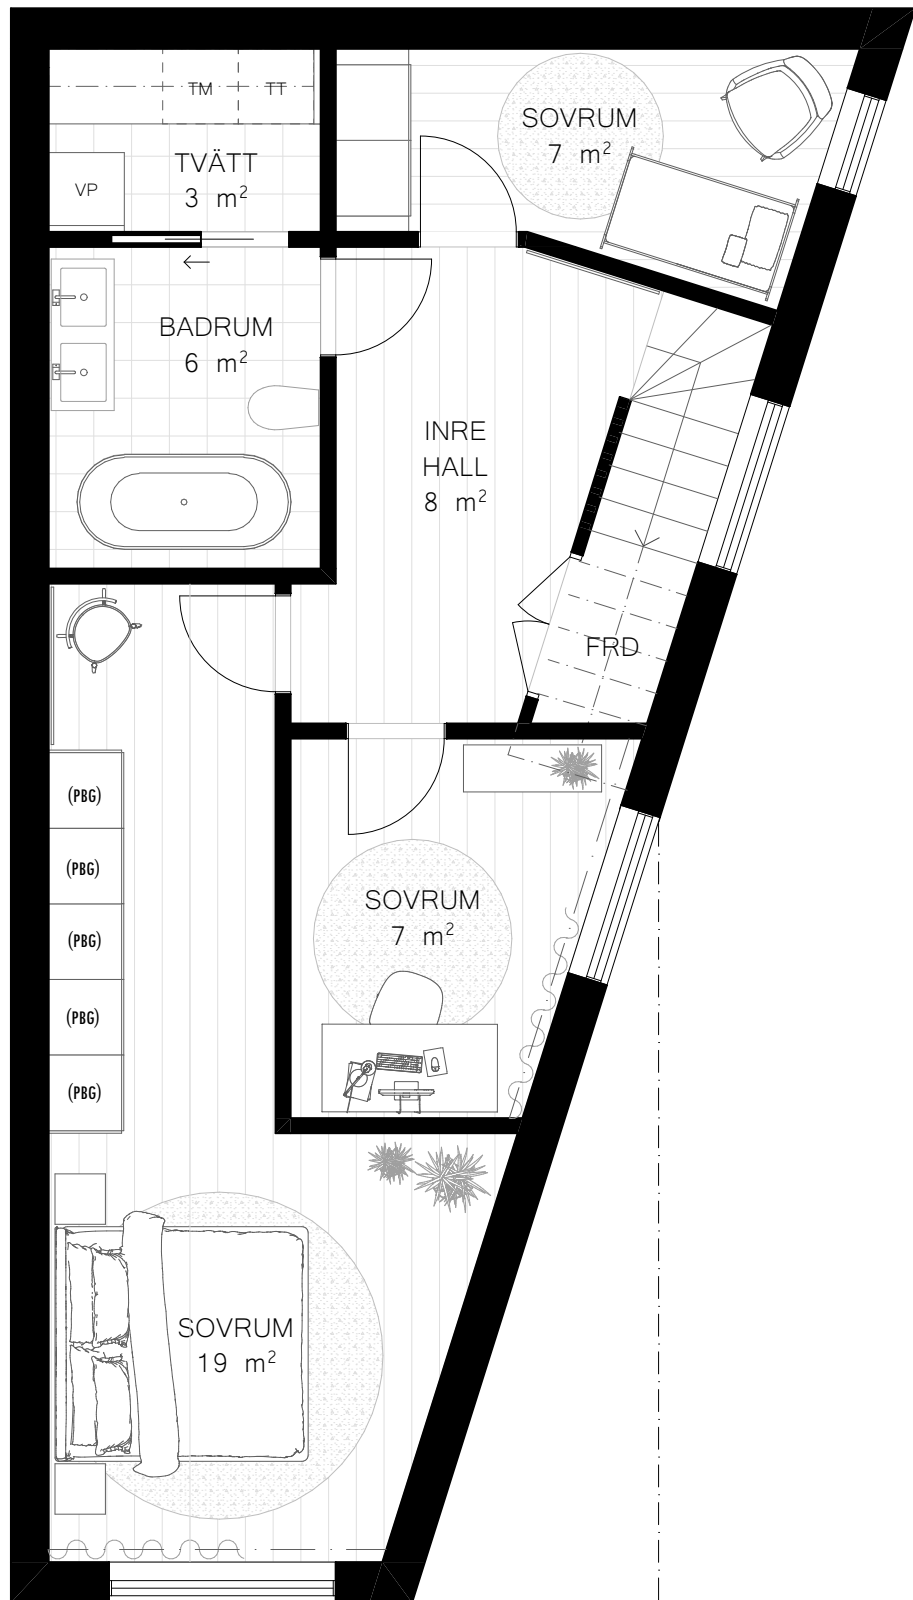 TM
TT
SOVRUM
7 m²
TVÄTT
3 m²
VP
BADRUM
6 m²
INRE
HALL
8 m²
FRD
(PBG)
(PBG)
(PBG)
(PBG)
(PBG)
SOVRUM
7 m²
SOVRUM
19 m²